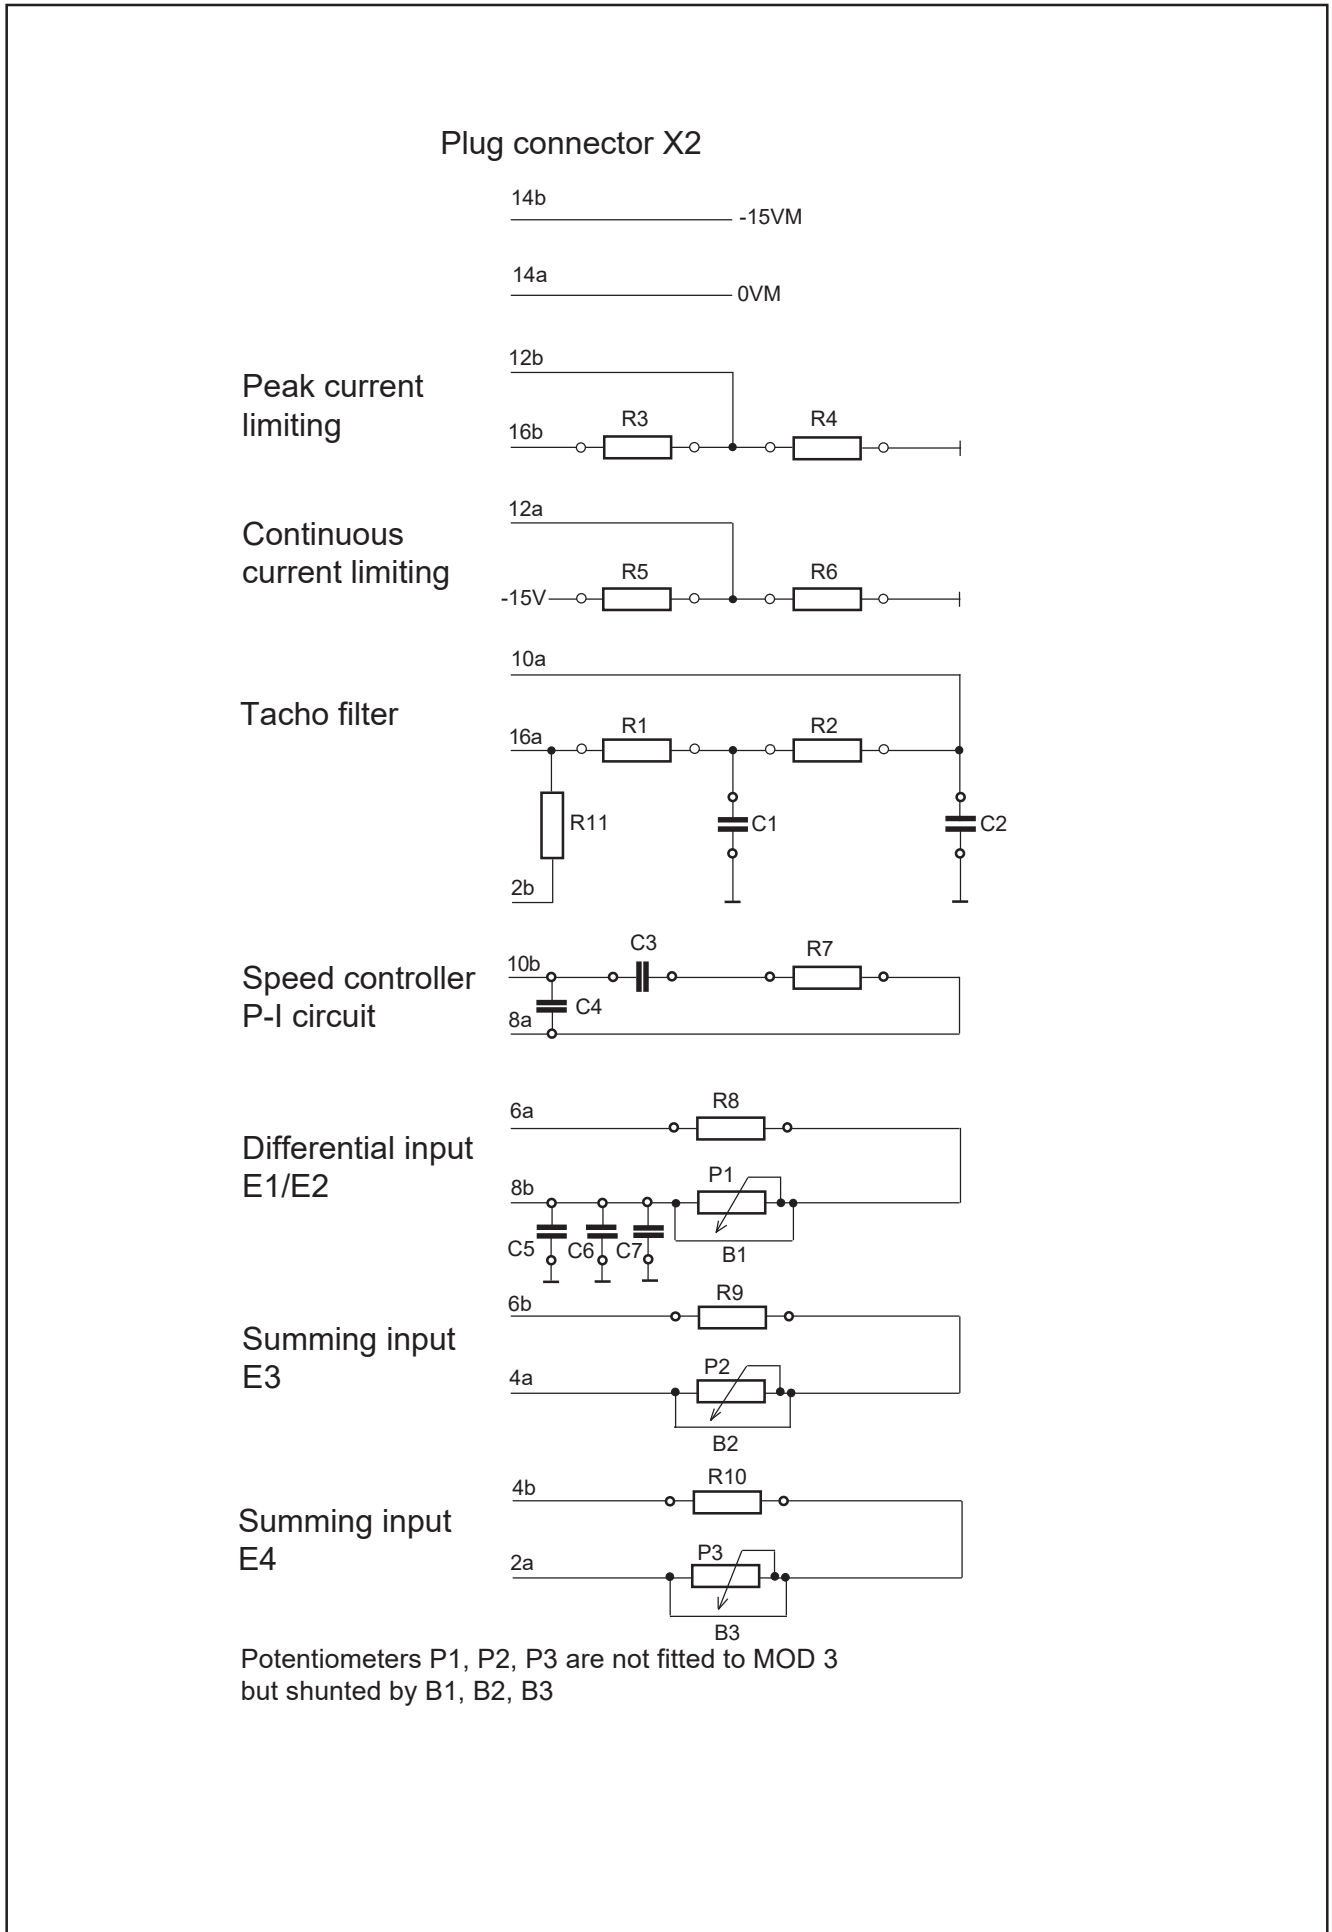 Plug connector X2
14b
-15VM
14a
0VM
12b
Peak current
limiting
R3
R4
16b
12a
Continuous
current limiting
R5
R6
-15V
10a
Tacho filter
R1
R2
16a
R11
C1
C2
2b
C3
R7
10b
Speed controller
P-I circuit
C4
8a
R8
6a
Differential input
E1/E2
P1
8b
C5
C6
C7
B1
R9
6b
Summing input
E3
P2
4a
B2
R10
4b
Summing input
E4
P3
2a
B3
Potentiometers P1, P2, P3 are not fitted to MOD 3
but shunted by B1, B2, B3